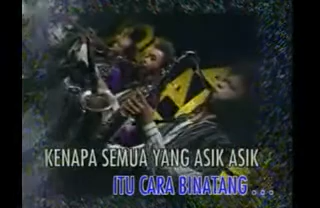 KENAPA SEMUA YANG ASIK ASIK
ITU CARA BINATANG ...